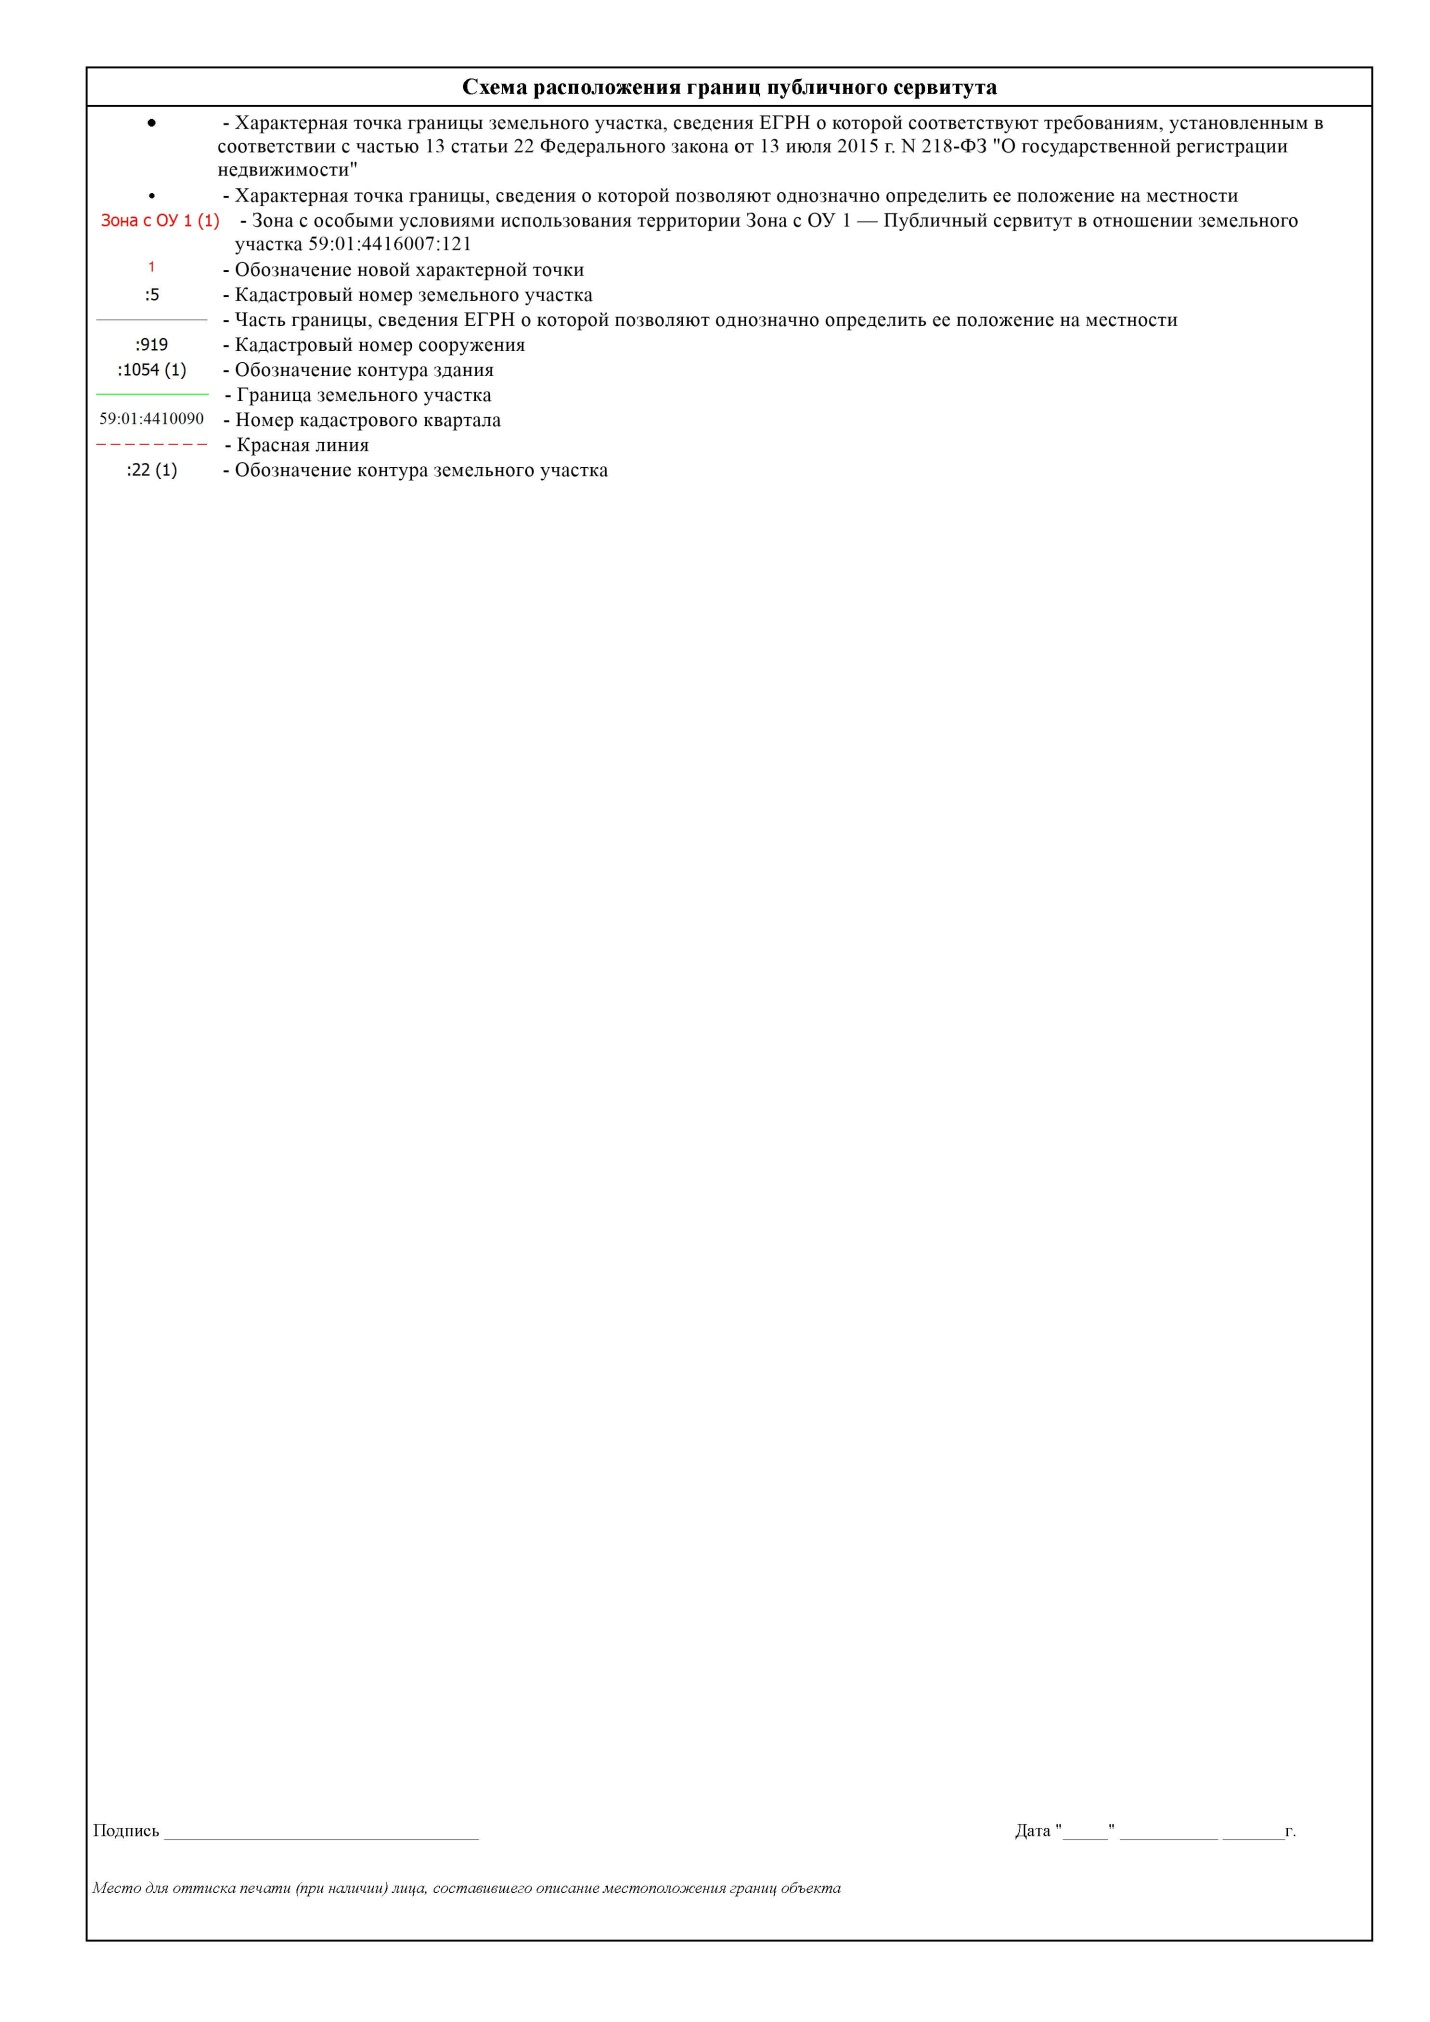 Схема расположения границ публичного сервитута
- Характерная точка границы земельного участка, сведения ЕГРН о которой соответствуют требованиям, установленным в
соответствии с частью 13 статьи 22 Федерального закона от 13 июля 2015 г. N 218-ФЗ "О государственной регистрации
недвижимости"
- Характерная точка границы, сведения о которой позволяют однозначно определить ее положение на местности
Зона с ОУ 1 (1) - Зона с особыми условиями использования территории Зона с ОУ 1 — Публичный сервитут в отношении земельного
участка 59:01:4416007:121
1 - Обозначение новой характерной точки
:5 - Кадастровый номер земельного участка
- Часть границы, сведения ЕГРН о которой позволяют однозначно определить ее положение на местности
:919 - Кадастровый номер сооружения
:1054 (1) - Обозначение контура здания
- Граница земельного участка
59:01:4410090 - Номер кадастрового квартала
- Красная линия
:22 (1) - Обозначение контура земельного участка
Подпись ____ Дата "____" ____ ____г.
Место для оттиска печати (при наличии) лица, составившего описание местоположения границ объекта